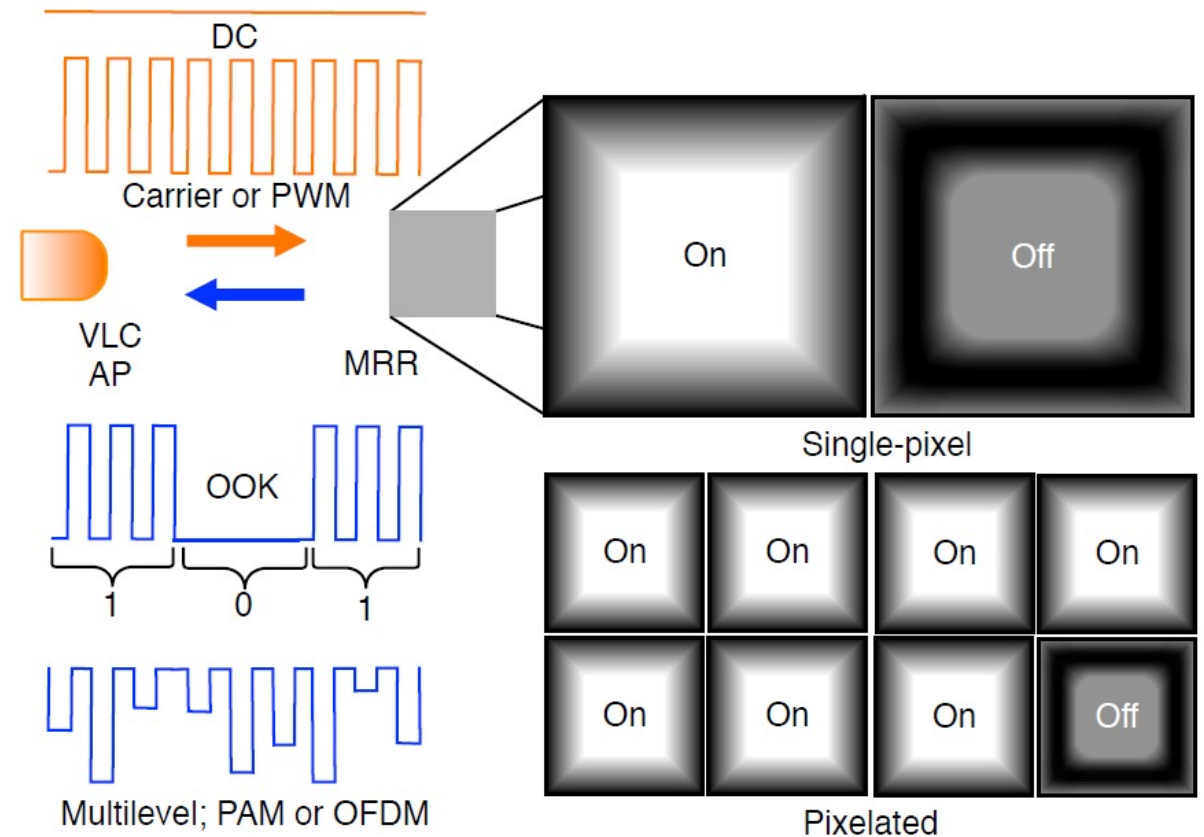 DC
Carrier or PWM
VLC
AP
MRR
OOK
1
0
1
Multilevel; PAM or OFDM
On
Off
Single-pixel
On
On
On
On
On
On
On
Off
Pixelated